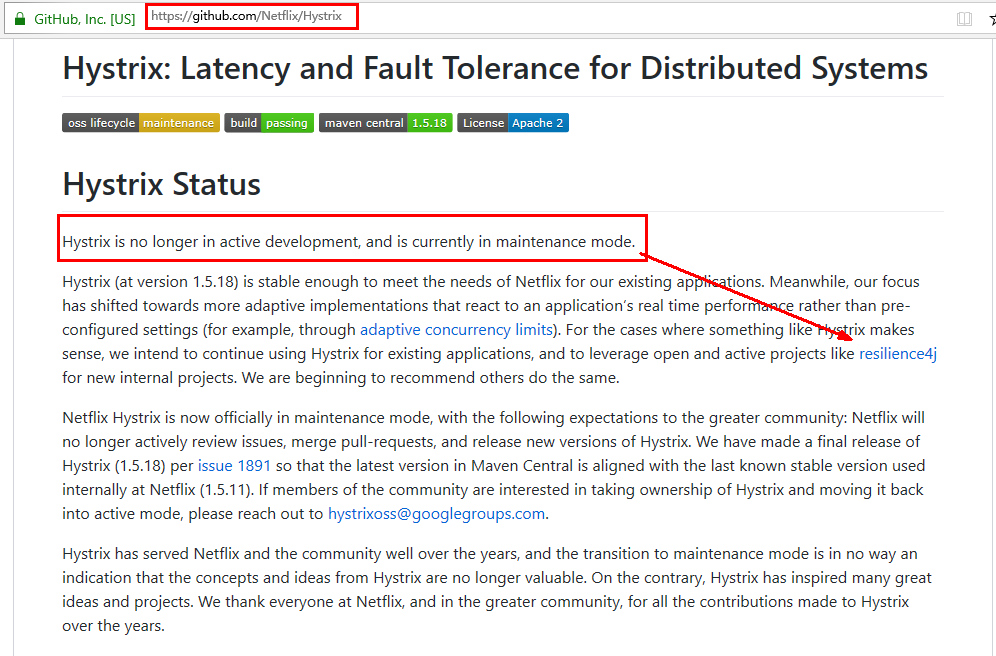 GitHub, Inc. [US] https://github.com/Netflix/Hystrix
Hystrix: Latency and Fault Tolerance for Distributed Systems
oss lifecycle maintenance build passing maven central 1.5.18 License Apache 2
Hystrix Status
Hystrix is no longer in active development, and is currently in maintenance mode.
Hystrix (at version 1.5.18) is stable enough to meet the needs of Netflix for our existing applications. Meanwhile, our focus
has shifted towards more adaptive implementations that react to an application's real time performance rather than pre-
configured settings (for example, through adaptive concurrency limits). For the cases where something like Hystrix makes
sense, we intend to continue using Hystrix for existing applications, and to leverage open and active projects like resilience4j
for new internal projects. We are beginning to recommend others do the same.
Netflix Hystrix is now officially in maintenance mode, with the following expectations to the greater community: Netflix will
no longer actively review issues, merge pull-requests, and release new versions of Hystrix. We have made a final release of
Hystrix (1.5.18) per issue 1891 so that the latest version in Maven Central is aligned with the last known stable version used
internally at Netflix (1.5.11). If members of the community are interested in taking ownership of Hystrix and moving it back
into active mode, please reach out to hystrixoss@googlegroups.com.
Hystrix has served Netflix and the community well over the years, and the transition to maintenance mode is in no way an
indication that the concepts and ideas from Hystrix are no longer valuable. On the contrary, Hystrix has inspired many great
ideas and projects. We thank everyone at Netflix, and in the greater community, for all the contributions made to Hystrix
over the years.